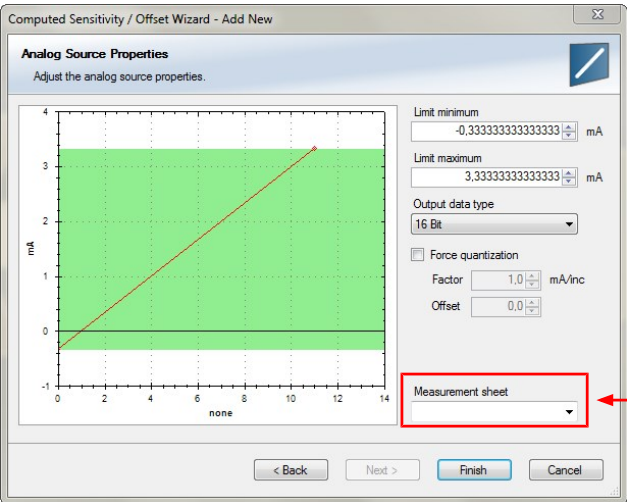 Computed Sensitivity / Offset Wizard - Add New
Analog Source Properties
Adjust the analog source properties.
4
3
2
1
0
-1
mA
0 2 4 6 8 10 12 14
none
Limit minimum
-0,333333333333333 mA
Limit maximum
3,33333333333333 mA
Output data type
16 Bit
Force quantization
Factor 1,0 mA/inc
Offset 0,0
Measurement sheet
< Back Next > Finish Cancel